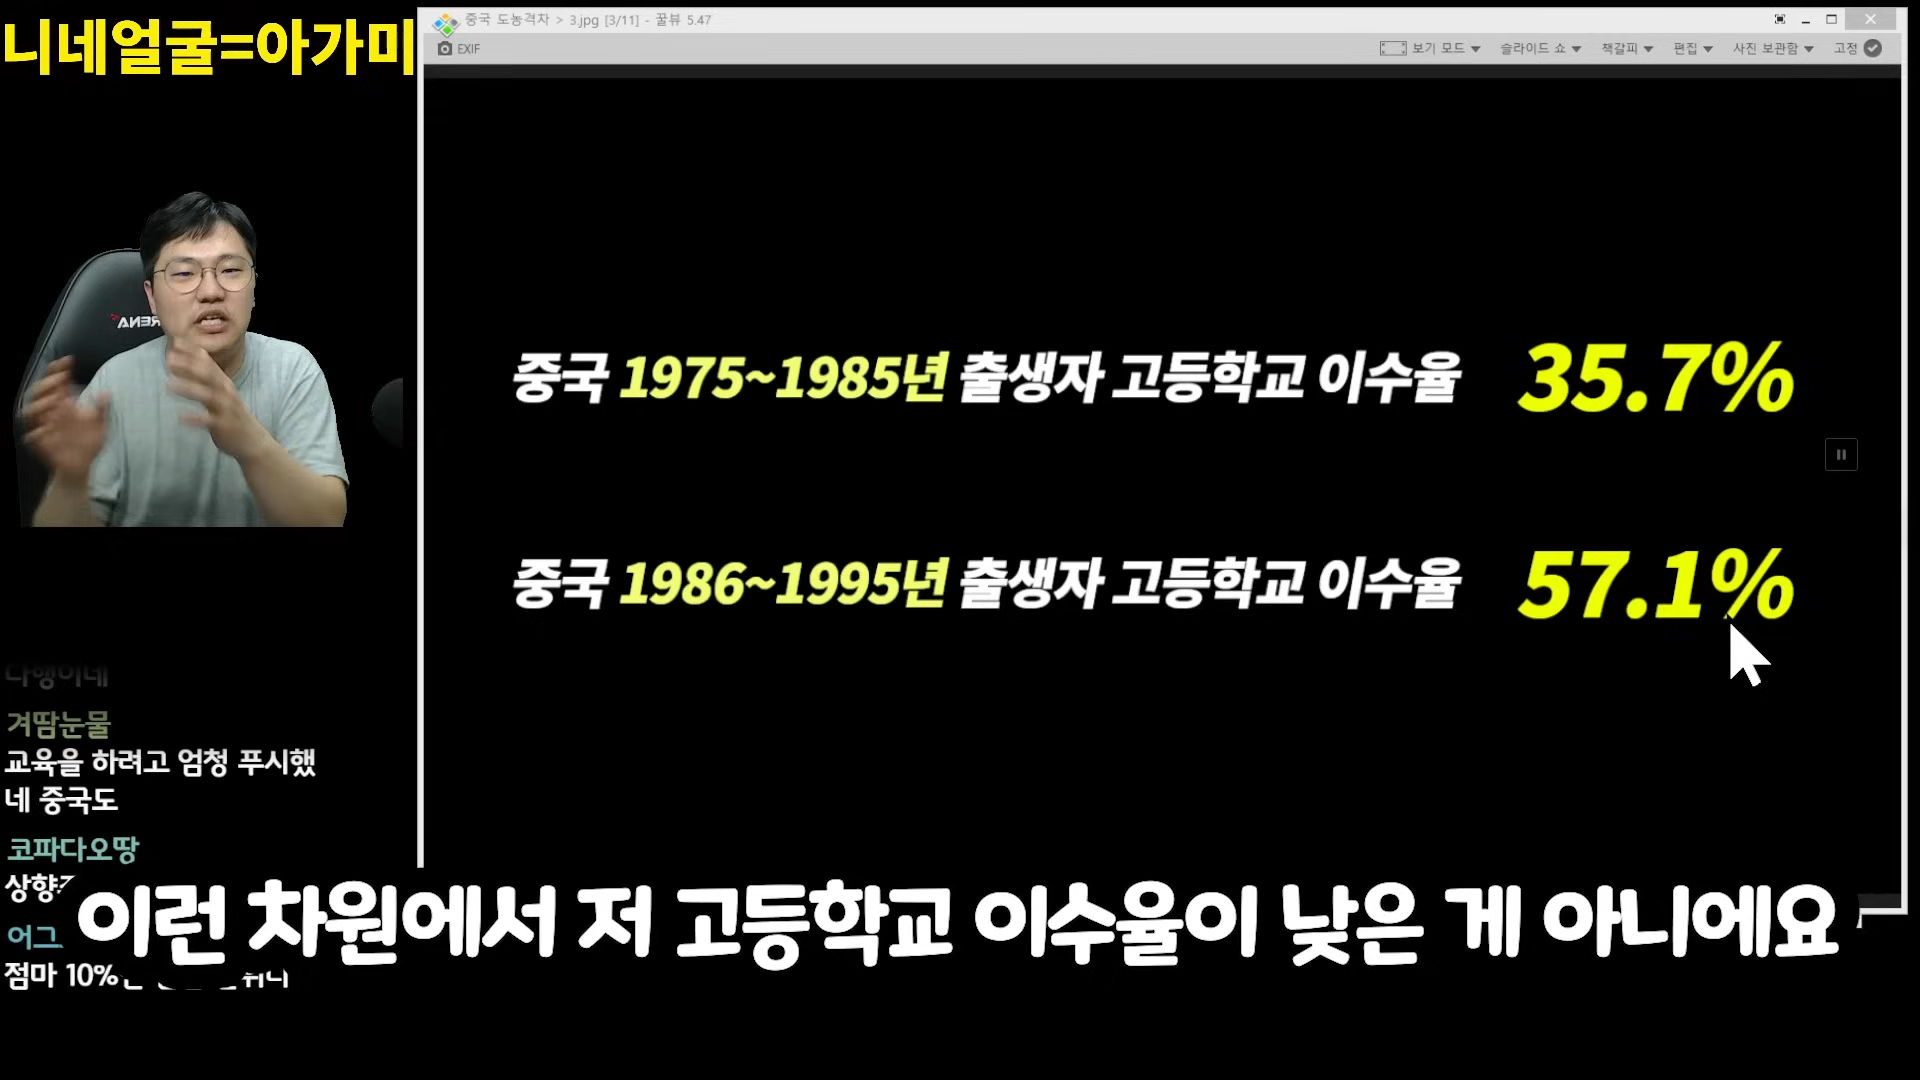 니네얼굴=아가미
중국 도농격차 > 3.jpg [3/11] - 꿀뷰 5.47
EXIF
보기 모드 슬라이드 쇼 책갈피 편집 사진 보관함 고정
중국 1975~1985년 출생자 고등학교 이수율 35.7%
중국 1986~1995년 출생자 고등학교 이수율 57.1%
다행이네
겨땀눈물
교육을 하려고 엄청 푸시했
네 중국도
코파다오땅
상향
어그
점마 10%
이런 차원에서 저 고등학교 이수율이 낮은 게 아니에요